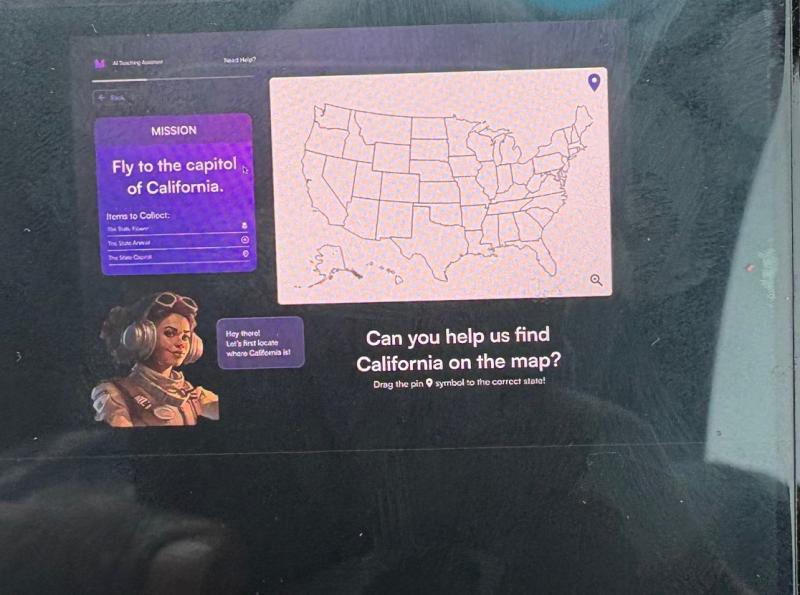 AI Teaching Assistant
Need Help?
Back
MISSION
Fly to the capitol
of California.
Items to Collect:
The State Flower
The State Animal
The State Capitol
Hey there!
Let's first locate
where California is!
Can you help us find
California on the map?
Drag the pin symbol to the correct state!